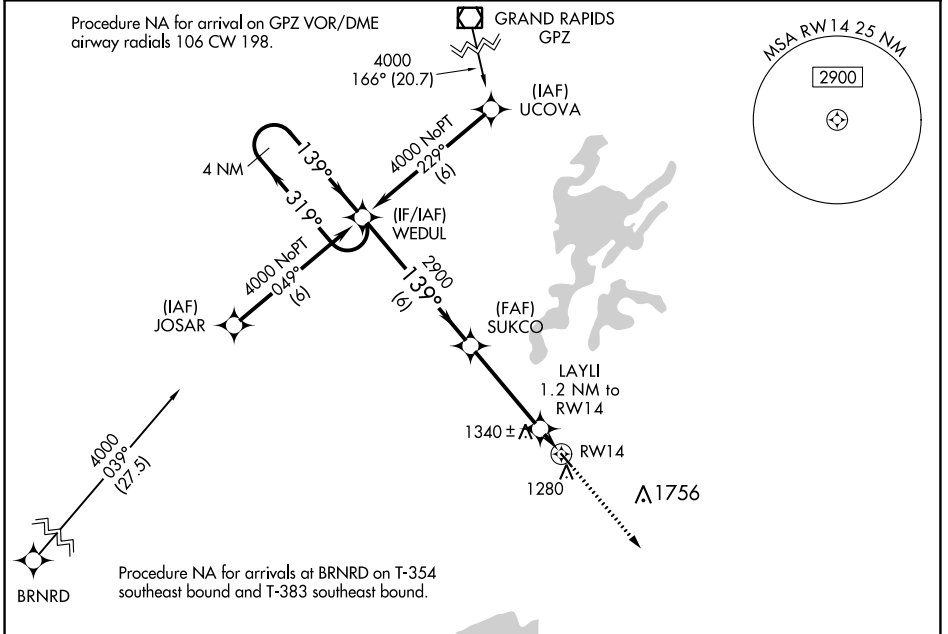 Procedure NA for arrival on GPZ VOR/DME
airway radials 106 CW 198.
GRAND RAPIDS
GPZ
4000
166° (20.7)
(IAF)
UCOVA
MSA RW14 25 NM
2900
4000 NoPT
229°
(6)
4 NM
139°
319°
(IF/IAF)
WEDUL
4000 NoPT
049°
(6)
(IAF)
JOSAR
2900
139°
(6)
(FAF)
SUKCO
LAYLI
1.2 NM to
RW14
1340 ±
RW14
1280
1756
4000
039°
(27.5)
BRNRD
Procedure NA for arrivals at BRNRD on T-354
southeast bound and T-383 southeast bound.